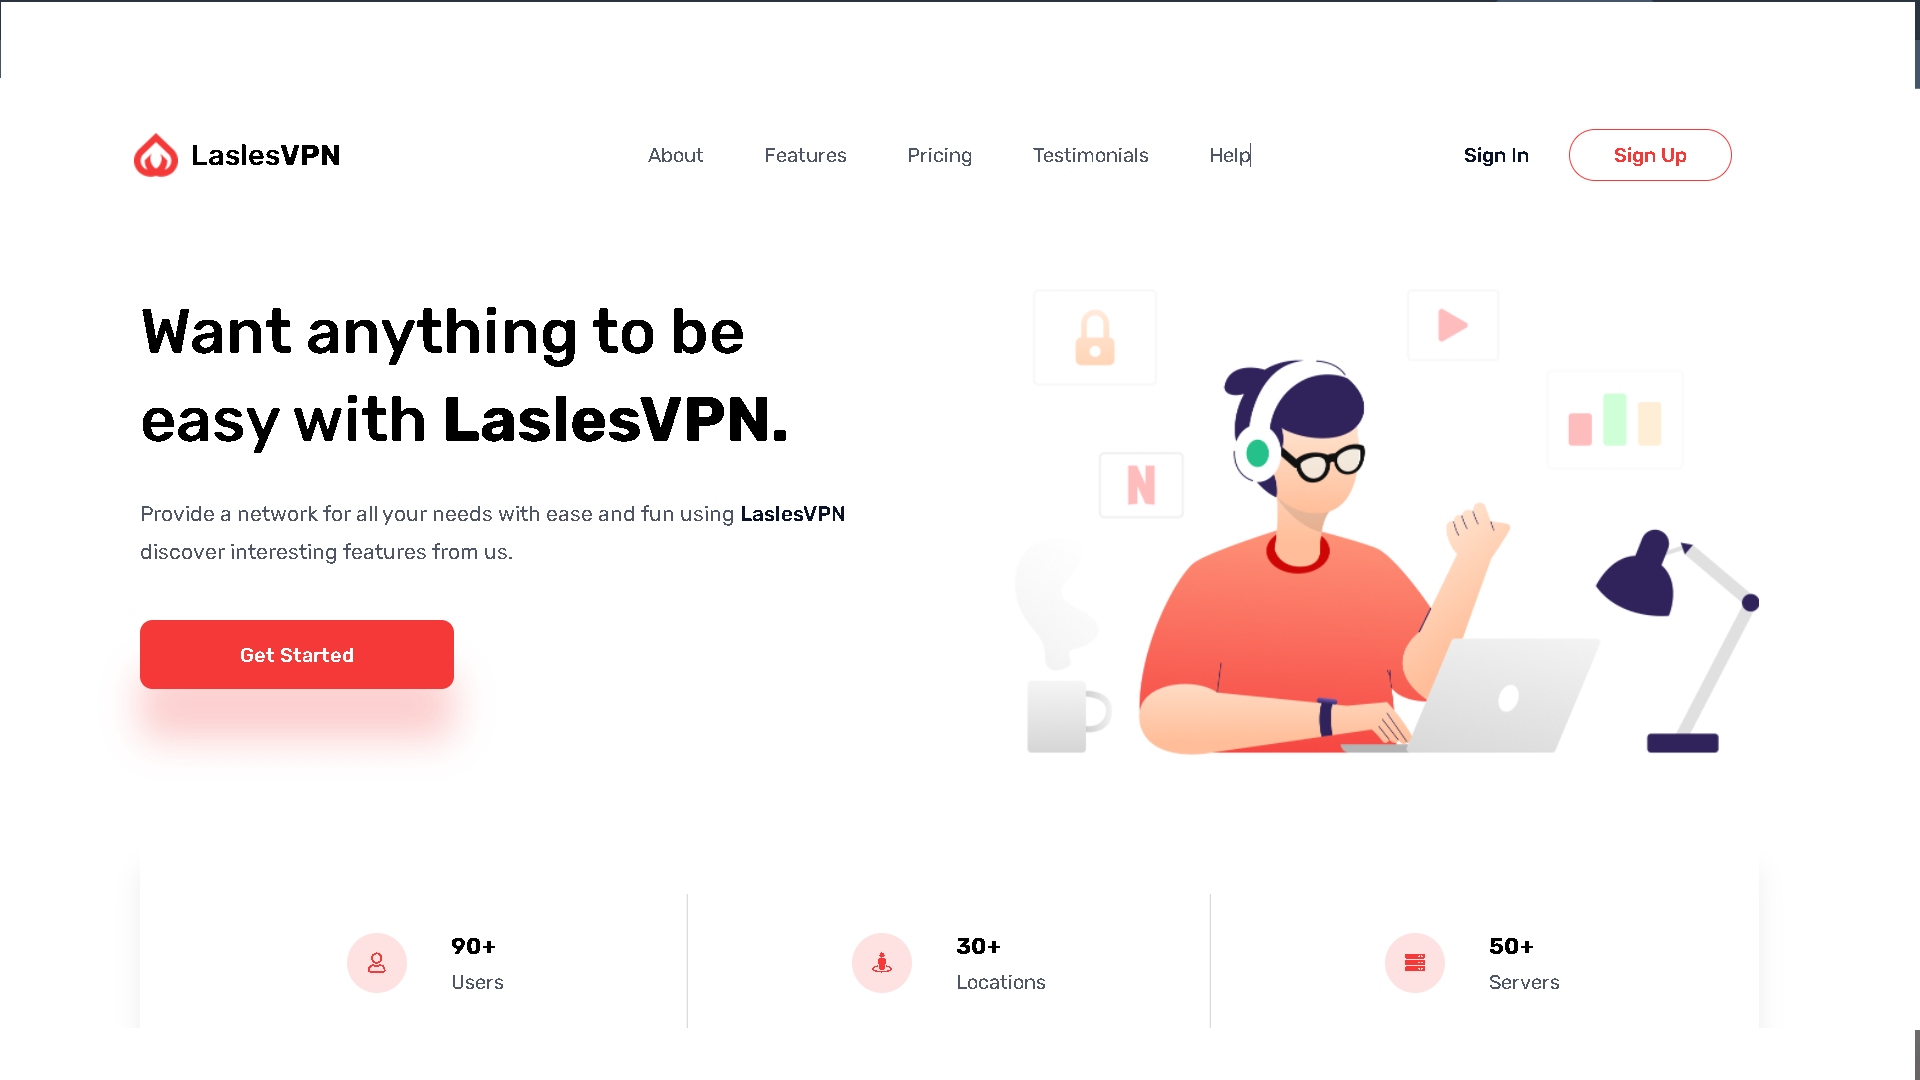 LaslesVPN
About Features Pricing Testimonials Help
Sign In Sign Up
Want anything to be
easy with LaslesVPN.
Provide a network for all your needs with ease and fun using LaslesVPN
discover interesting features from us.
Get Started
N
90+
Users
30+
Locations
50+
Servers